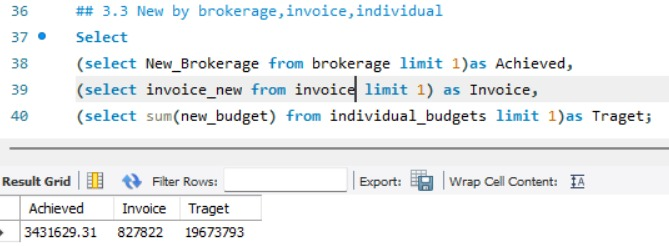 36 ## 3.3 New by brokerage,invoice,individual
37 Select
38 (select New_Brokerage from brokerage limit 1)as Achieved,
39 (select invoice_new from invoice limit 1) as Invoice,
40 (select sum(new_budget) from individual_budgets limit 1)as Traget;
Result Grid Filter Rows: Export: Wrap Cell Content: IA
Achieved Invoice Traget
3431629.31 827822 19673793